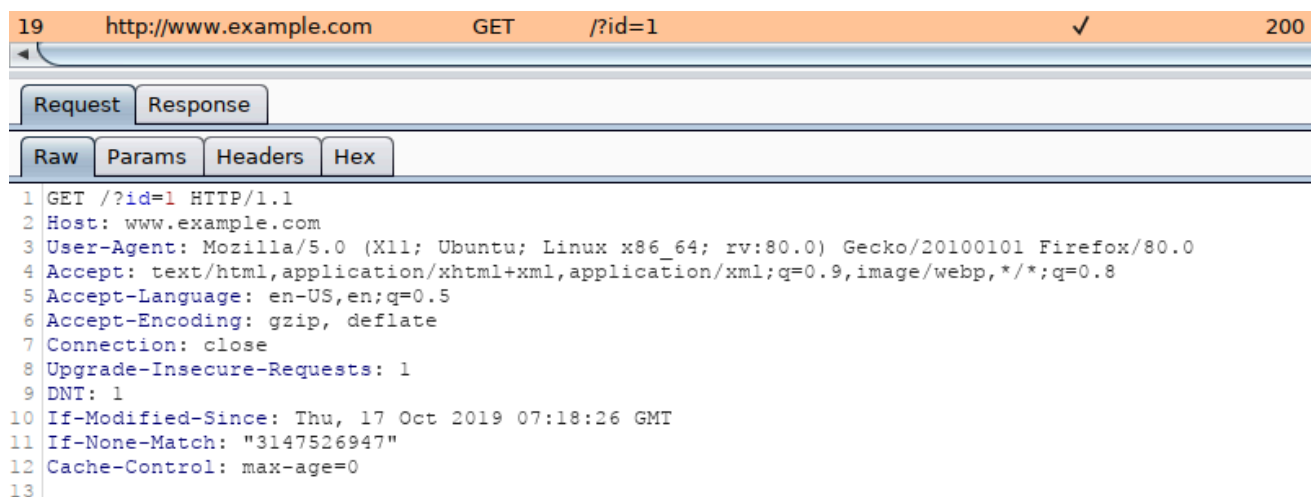 19 http://www.example.com GET /?id=1 ✓ 200
Request Response
Raw Params Headers Hex
1 GET /?id=1 HTTP/1.1
2 Host: www.example.com
3 User-Agent: Mozilla/5.0 (X11; Ubuntu; Linux x86_64; rv:80.0) Gecko/20100101 Firefox/80.0
4 Accept: text/html,application/xhtml+xml,application/xml;q=0.9,image/webp,*/*;q=0.8
5 Accept-Language: en-US,en;q=0.5
6 Accept-Encoding: gzip, deflate
7 Connection: close
8 Upgrade-Insecure-Requests: 1
9 DNT: 1
10 If-Modified-Since: Thu, 17 Oct 2019 07:18:26 GMT
11 If-None-Match: "3147526947"
12 Cache-Control: max-age=0
13